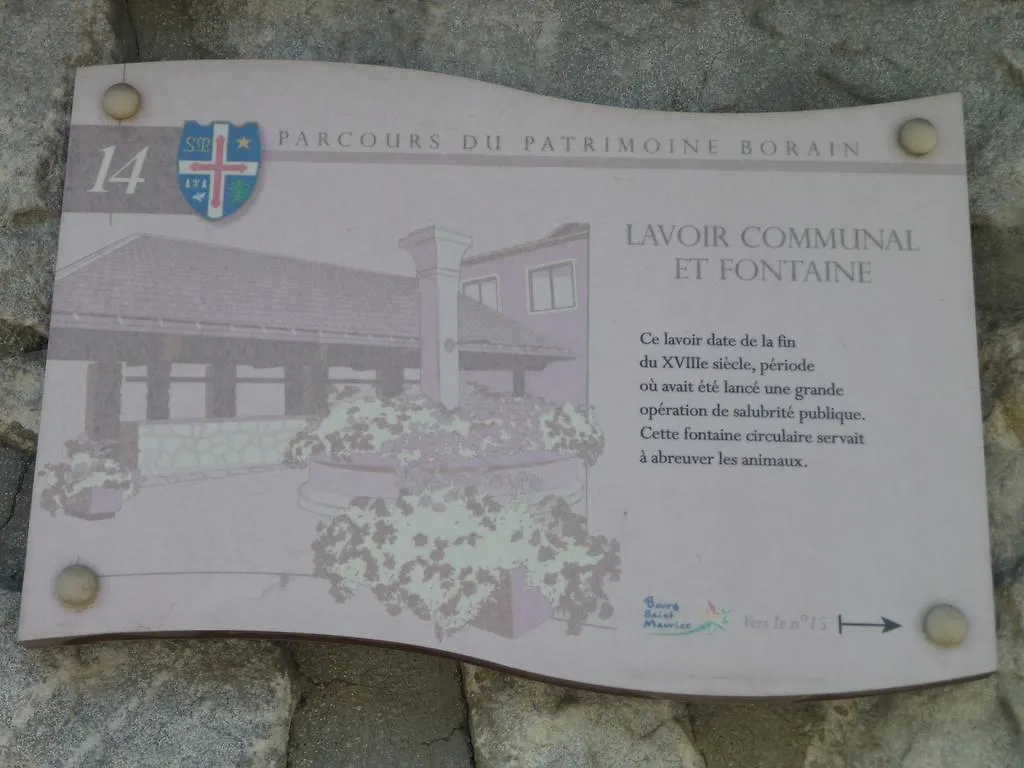 14
SM
PARCOURS DU PATRIMOINE BORAIN
LAVOIR COMMUNAL
ET FONTAINE
Ce lavoir date de la fin
du XVIIIe siècle, période
où avait été lancé une grande
opération de salubrité publique.
Cette fontaine circulaire servait
à abreuver les animaux.
Bourg
Saint
Maurice
Vers le n°15